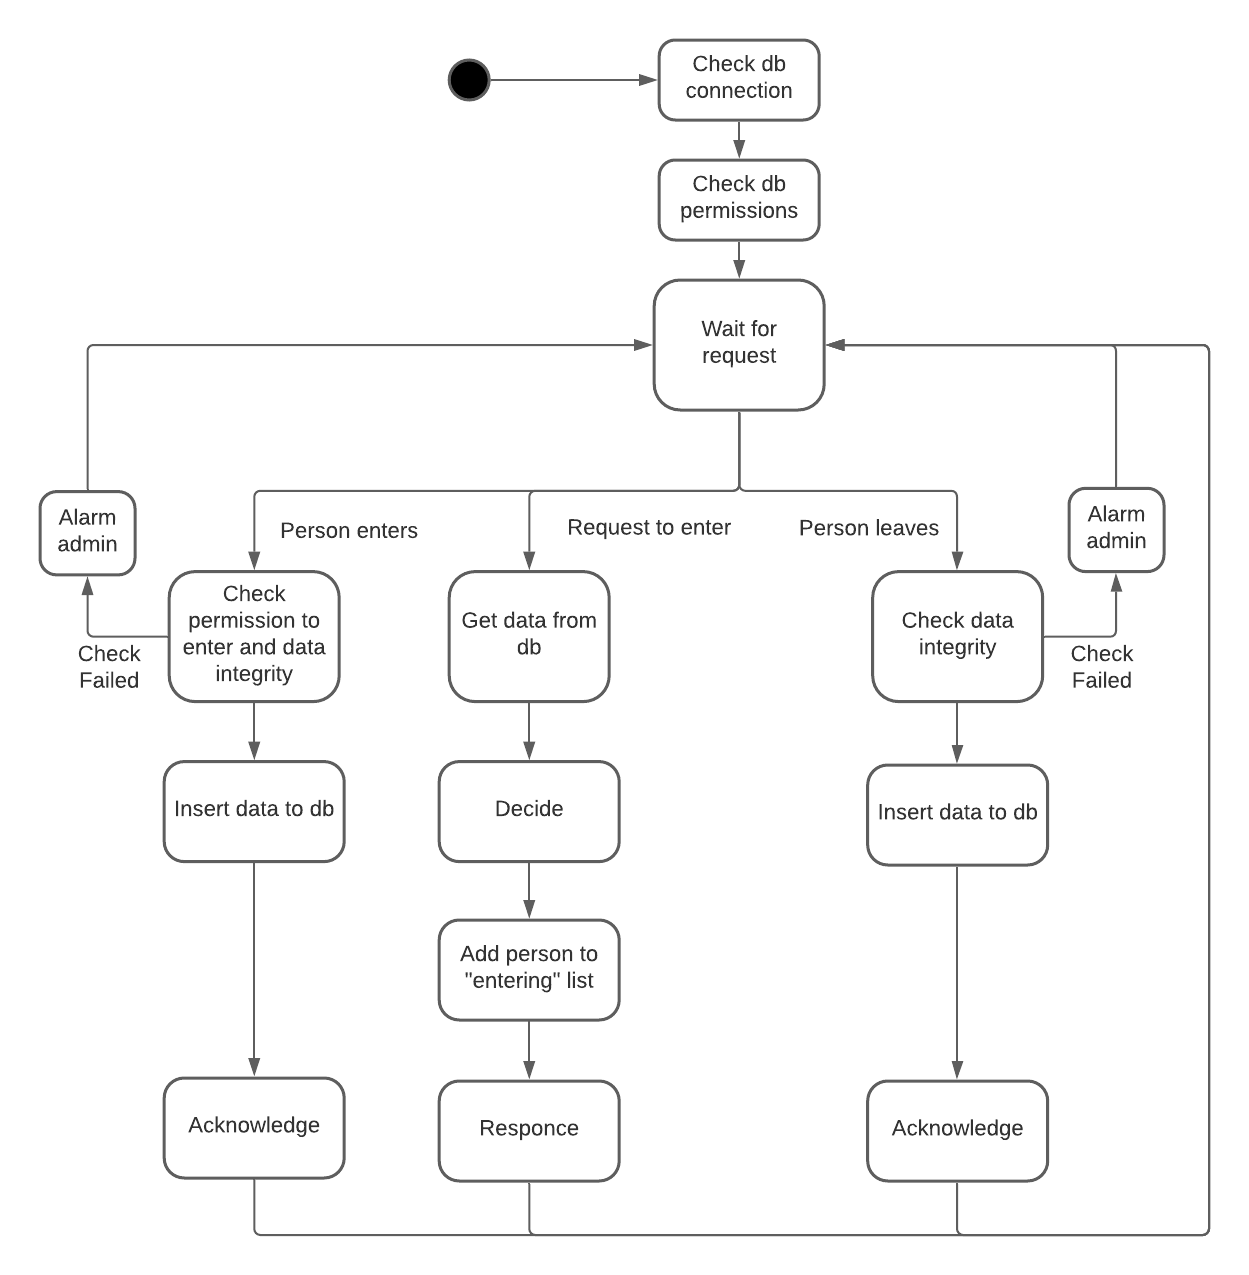 Check db
connection
Check db
permissions
Wait for
request
Person enters
Request to enter
Person leaves
Alarm
admin
Alarm
admin
Check
permission to
enter and data
integrity
Check
Failed
Get data from
db
Check data
integrity
Check
Failed
Insert data to db
Decide
Insert data to db
Add person to
"entering" list
Acknowledge
Responce
Acknowledge